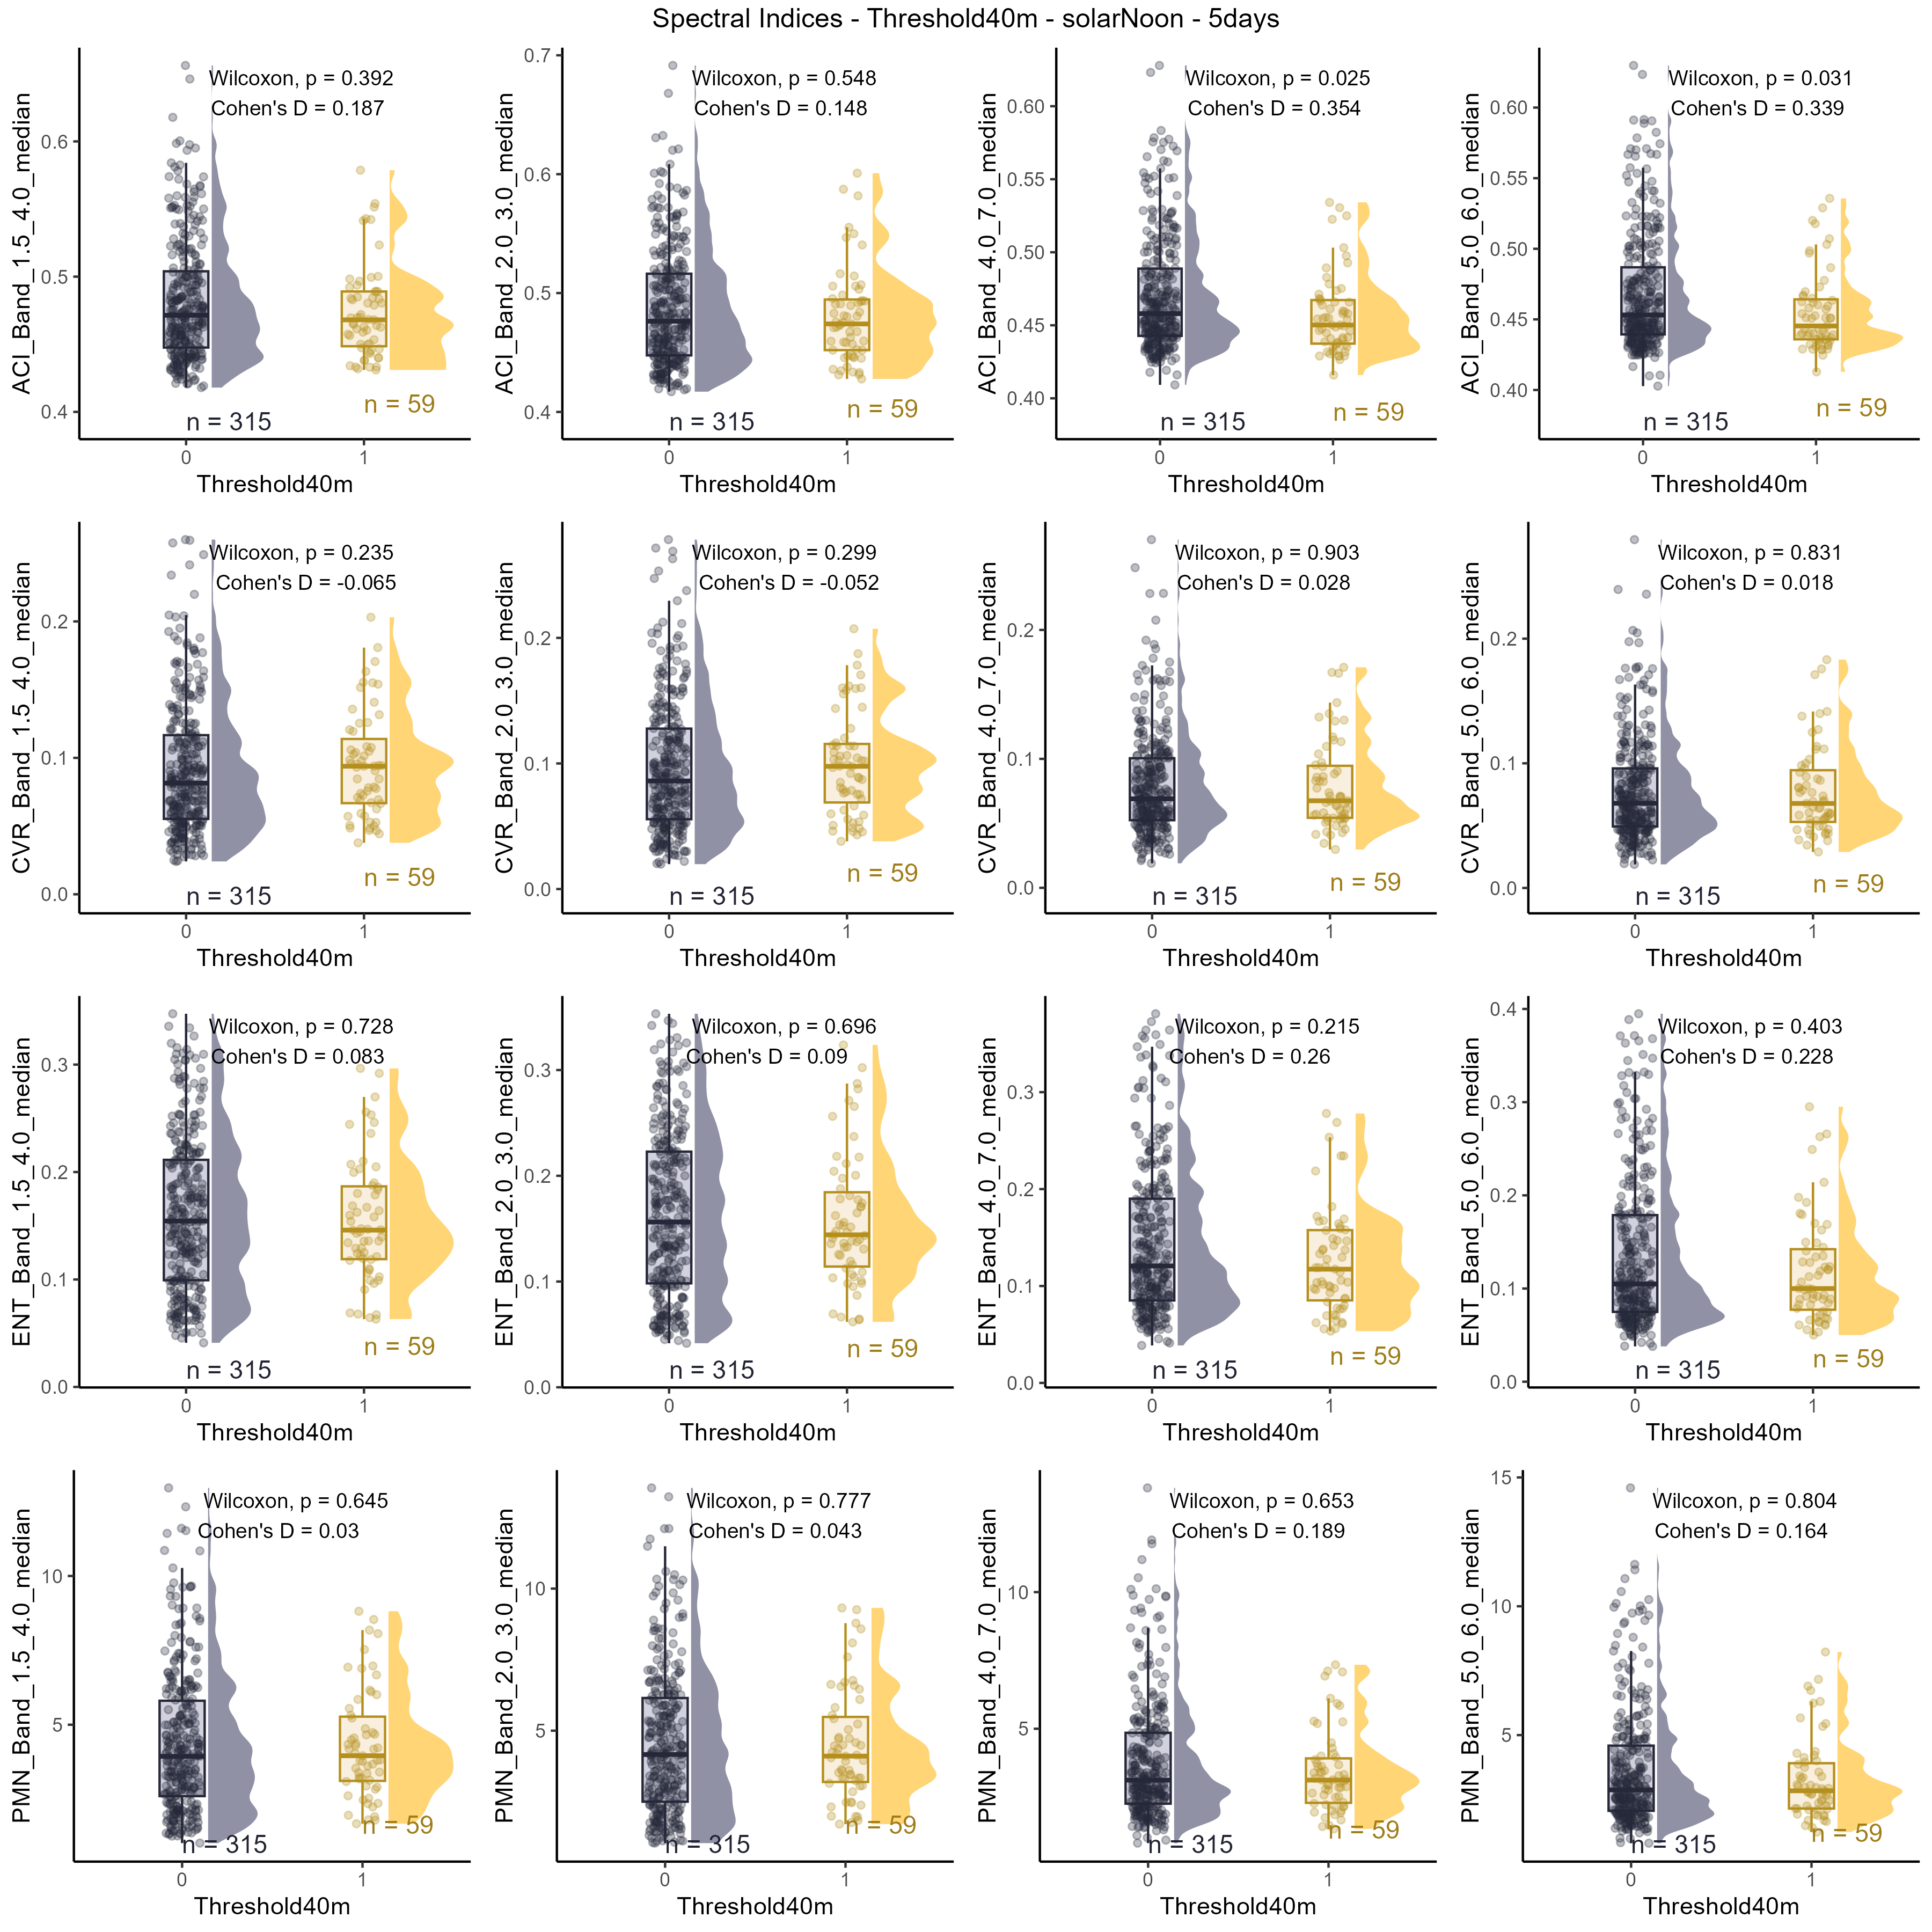 Spectral Indices - Threshold40m - solarNoon - 5days
ACI_Band_1.5_4.0_median
Wilcoxon, p = 0.392
Cohen's D = 0.187
0.6
0.5
0.4
n = 315
n = 59
0
1
Threshold40m
ACI_Band_2.0_3.0_median
Wilcoxon, p = 0.548
Cohen's D = 0.148
0.7
0.6
0.5
0.4
n = 315
n = 59
0
1
Threshold40m
ACI_Band_4.0_7.0_median
Wilcoxon, p = 0.025
Cohen's D = 0.354
0.60
0.55
0.50
0.45
0.40
n = 315
n = 59
0
1
Threshold40m
ACI_Band_5.0_6.0_median
Wilcoxon, p = 0.031
Cohen's D = 0.339
0.60
0.55
0.50
0.45
0.40
n = 315
n = 59
0
1
Threshold40m
CVR_Band_1.5_4.0_median
Wilcoxon, p = 0.235
Cohen's D = -0.065
0.2
0.1
0.0
n = 315
n = 59
0
1
Threshold40m
CVR_Band_2.0_3.0_median
Wilcoxon, p = 0.299
Cohen's D = -0.052
0.2
0.1
0.0
n = 315
n = 59
0
1
Threshold40m
CVR_Band_4.0_7.0_median
Wilcoxon, p = 0.903
Cohen's D = 0.028
0.2
0.1
0.0
n = 315
n = 59
0
1
Threshold40m
CVR_Band_5.0_6.0_median
Wilcoxon, p = 0.831
Cohen's D = 0.018
0.2
0.1
0.0
n = 315
n = 59
0
1
Threshold40m
ENT_Band_1.5_4.0_median
Wilcoxon, p = 0.728
Cohen's D = 0.083
0.3
0.2
0.1
0.0
n = 315
n = 59
0
1
Threshold40m
ENT_Band_2.0_3.0_median
Wilcoxon, p = 0.696
Cohen's D = 0.09
0.3
0.2
0.1
0.0
n = 315
n = 59
0
1
Threshold40m
ENT_Band_4.0_7.0_median
Wilcoxon, p = 0.215
Cohen's D = 0.26
0.3
0.2
0.1
0.0
n = 315
n = 59
0
1
Threshold40m
ENT_Band_5.0_6.0_median
Wilcoxon, p = 0.403
Cohen's D = 0.228
0.4
0.3
0.2
0.1
0.0
n = 315
n = 59
0
1
Threshold40m
PMN_Band_1.5_4.0_median
Wilcoxon, p = 0.645
Cohen's D = 0.03
10
5
n = 315
n = 59
0
1
Threshold40m
PMN_Band_2.0_3.0_median
Wilcoxon, p = 0.777
Cohen's D = 0.043
10
5
n = 315
n = 59
0
1
Threshold40m
PMN_Band_4.0_7.0_median
Wilcoxon, p = 0.653
Cohen's D = 0.189
10
5
n = 315
n = 59
0
1
Threshold40m
PMN_Band_5.0_6.0_median
Wilcoxon, p = 0.804
Cohen's D = 0.164
15
10
5
n = 315
n = 59
0
1
Threshold40m